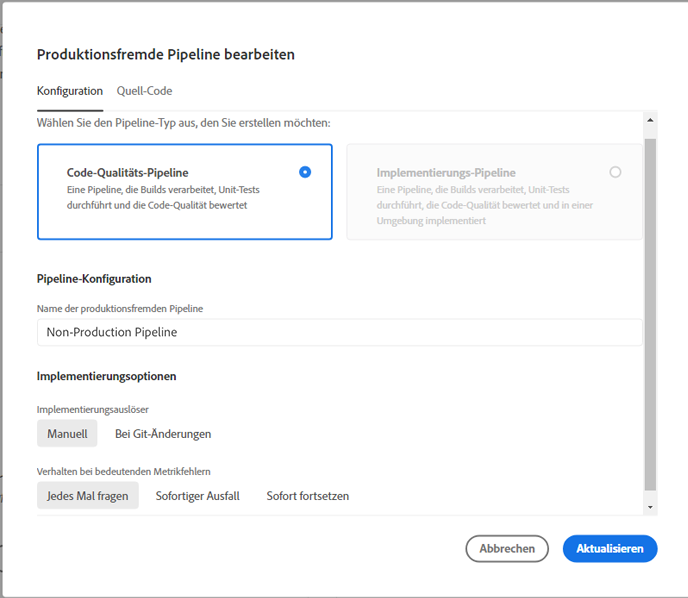 Produktionsfremde Pipeline bearbeiten
Konfiguration Quell-Code
Wählen Sie den Pipeline-Typ aus, den Sie erstellen möchten:
Code-Qualitäts-Pipeline
Eine Pipeline, die Builds verarbeitet, Unit-Tests
durchführt und die Code-Qualität bewertet
Implementierungs-Pipeline
Eine Pipeline, die Builds verarbeitet, Unit-Tests
durchführt, die Code-Qualität bewertet und in einer
Umgebung implementiert
Pipeline-Konfiguration
Name der produktionsfremden Pipeline
Non-Production Pipeline
Implementierungsoptionen
Implementierungsauslöser
Manuell Bei Git-Änderungen
Verhalten bei bedeutenden Metrikfehlern
Jedes Mal fragen Sofortiger Ausfall Sofort fortsetzen
Abbrechen Aktualisieren